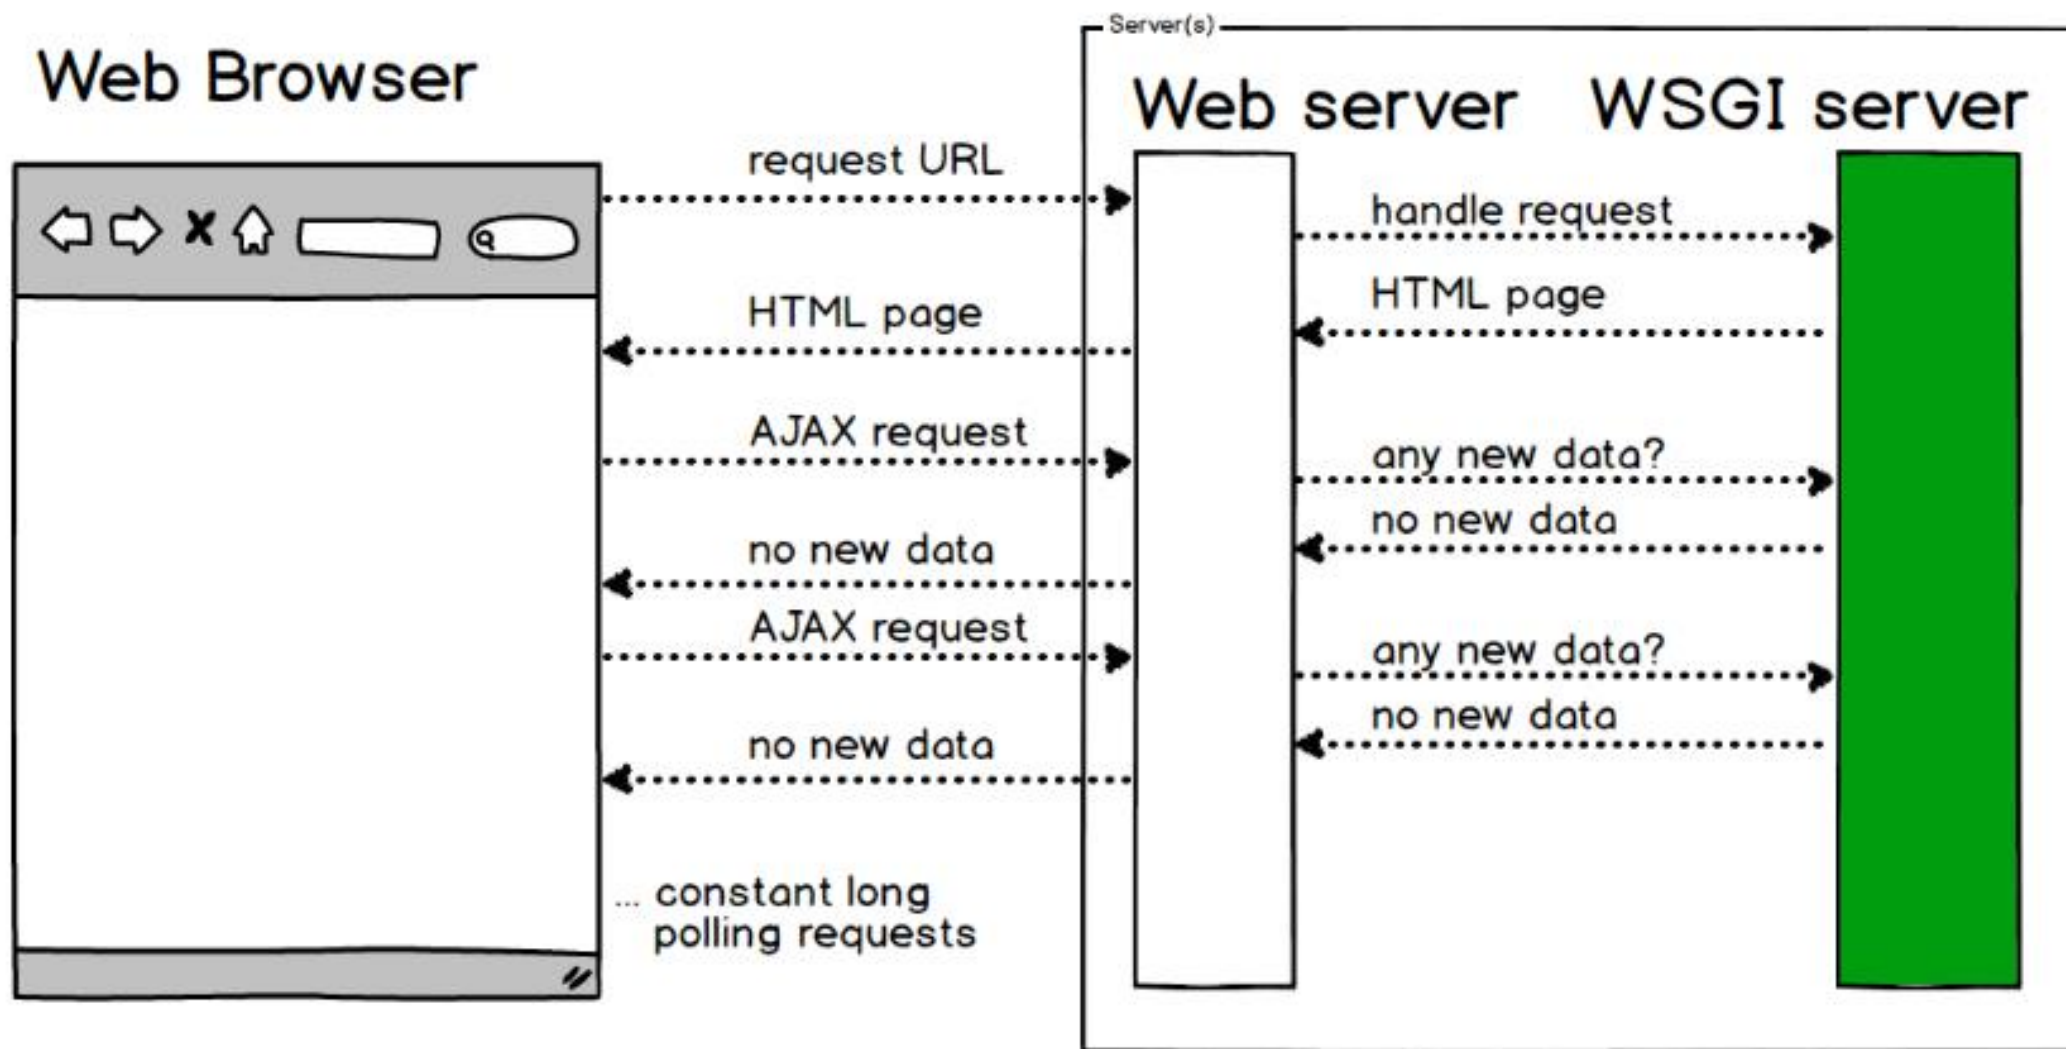 Server(s)
Web Browser
Web server
WSGI server
request URL
handle request
HTML page
HTML page
AJAX request
any new data?
no new data
no new data
AJAX request
any new data?
no new data
no new data
... constant long
polling requests